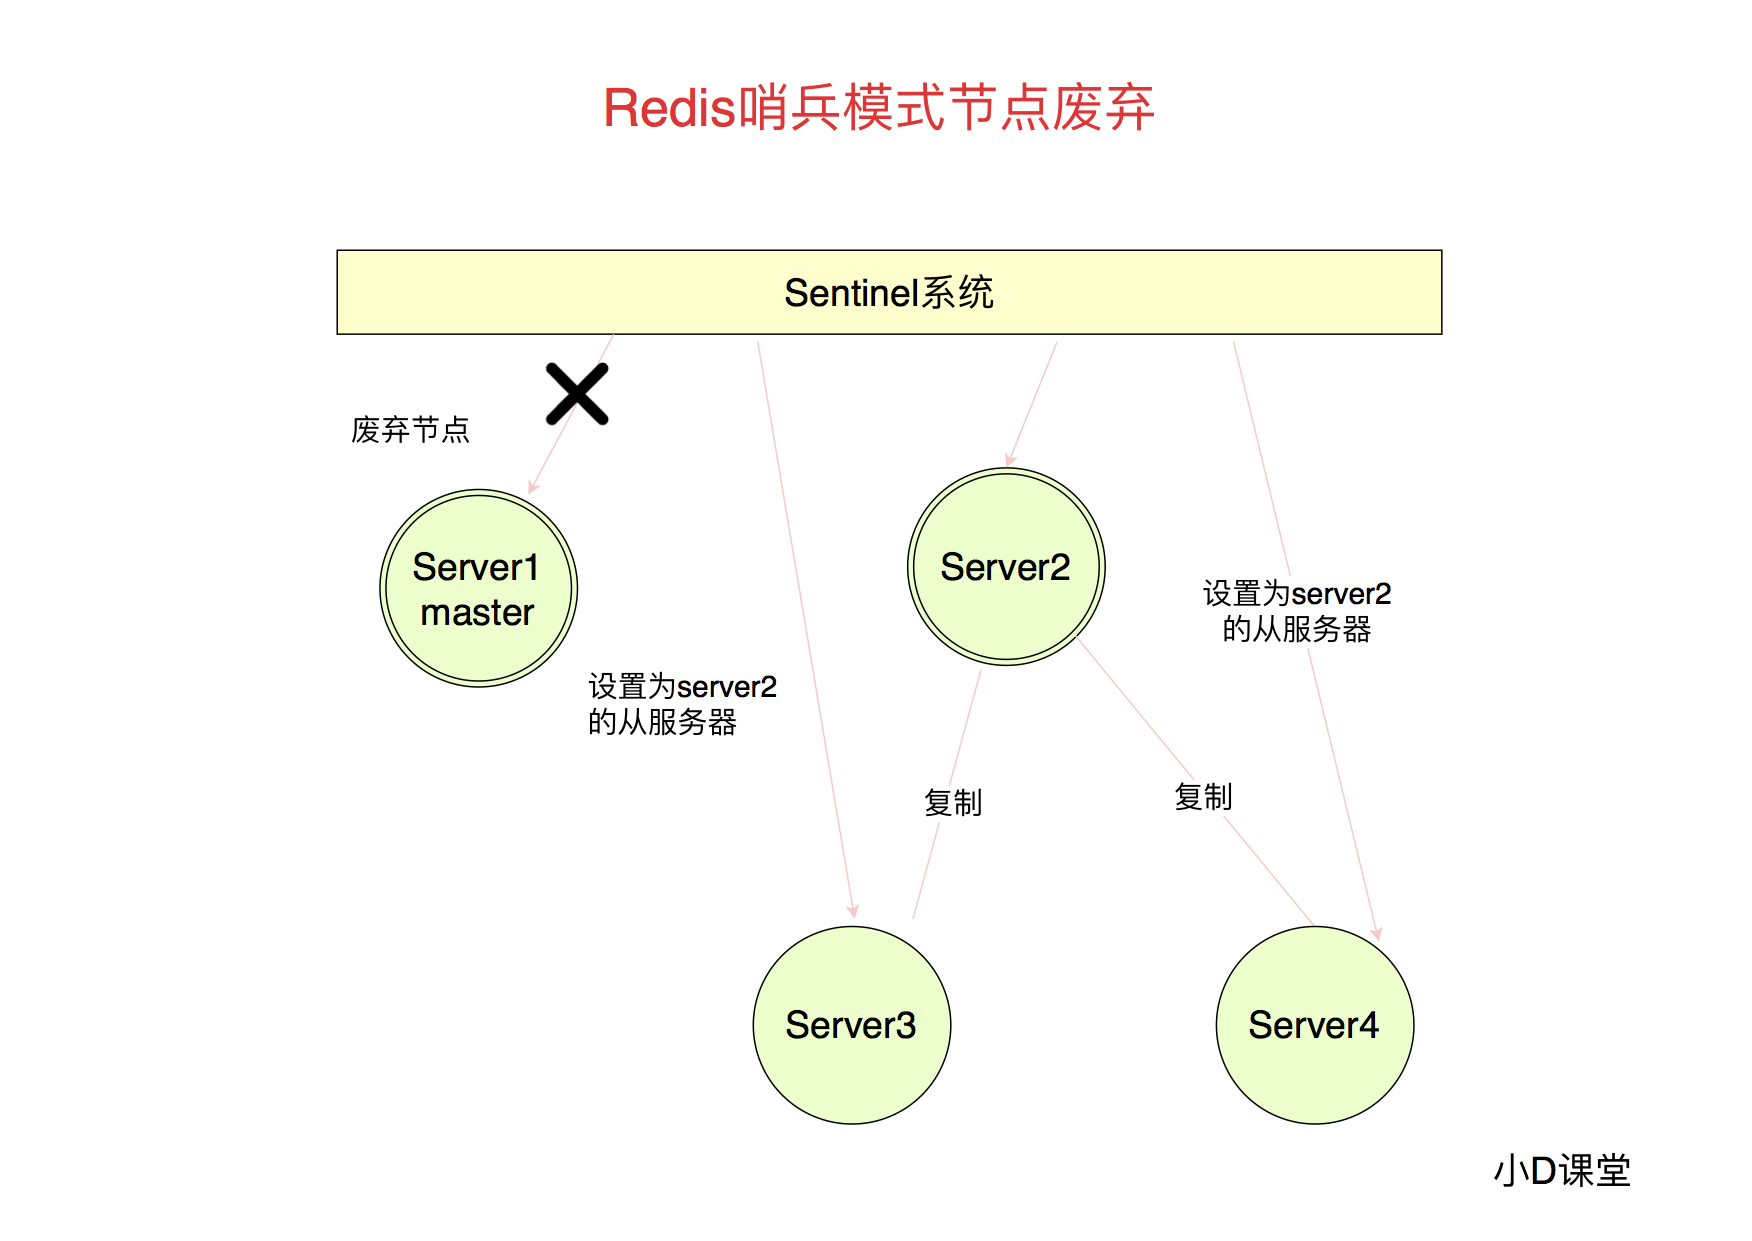 Redis哨兵模式节点废弃
Sentinel系统
废弃节点
Server1
master
Server2
设置为server2
的从服务器
设置为server2
的从服务器
复制
复制
Server3
Server4
小D课堂